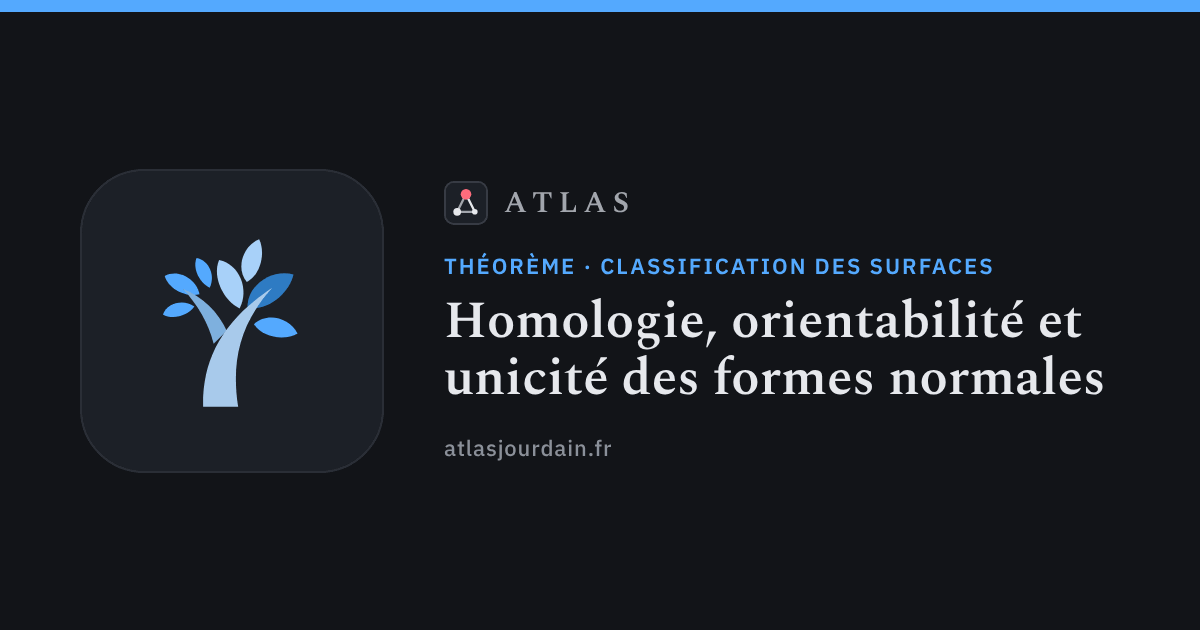 ATLAS
THÉORÈME · CLASSIFICATION DES SURFACES
Homologie, orientabilité et
unicité des formes normales
atlasjourdain.fr